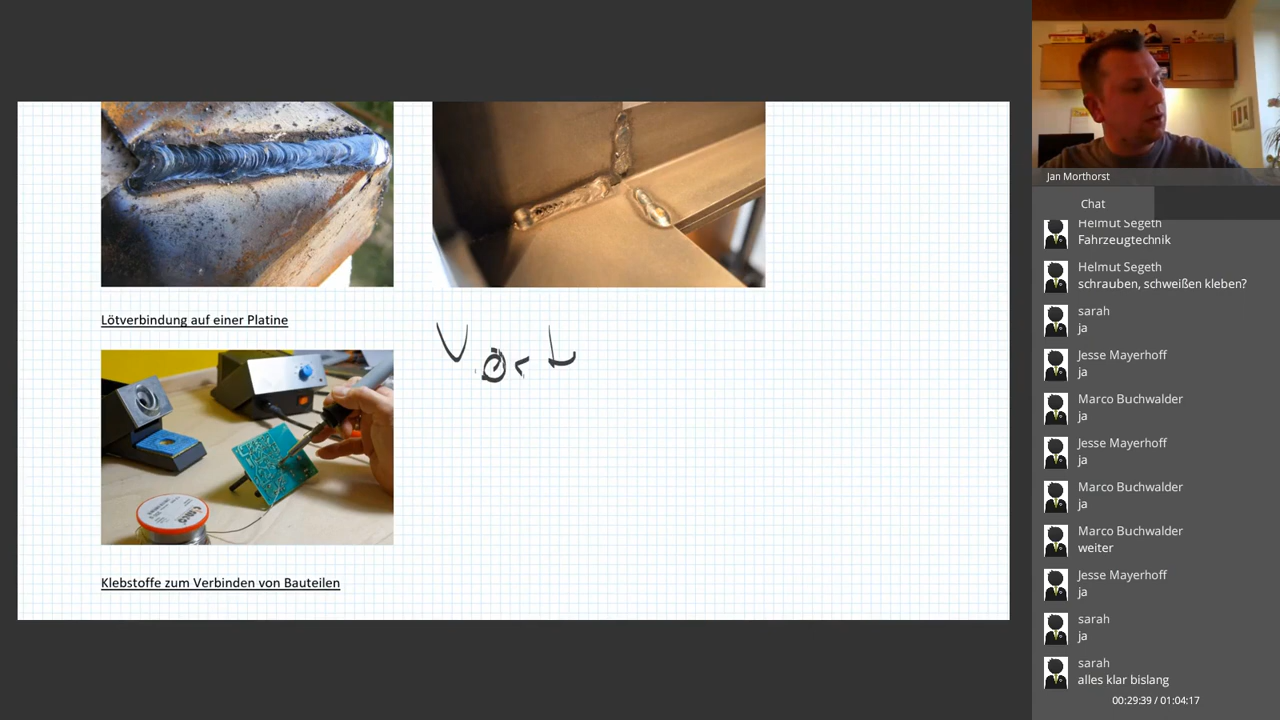 Lötverbindung auf einer Platine
Vort
Klebstoffe zum Verbinden von Bauteilen
Jan Morthorst
Chat
Helmut Segeth
Fahrzeugtechnik
Helmut Segeth
schrauben, schweißen kleben?
sarah
ja
Jesse Mayerhoff
ja
Marco Buchwalder
ja
Jesse Mayerhoff
ja
Marco Buchwalder
ja
Marco Buchwalder
weiter
Jesse Mayerhoff
ja
sarah
ja
sarah
alles klar bislang
00:29:39 / 01:04:17